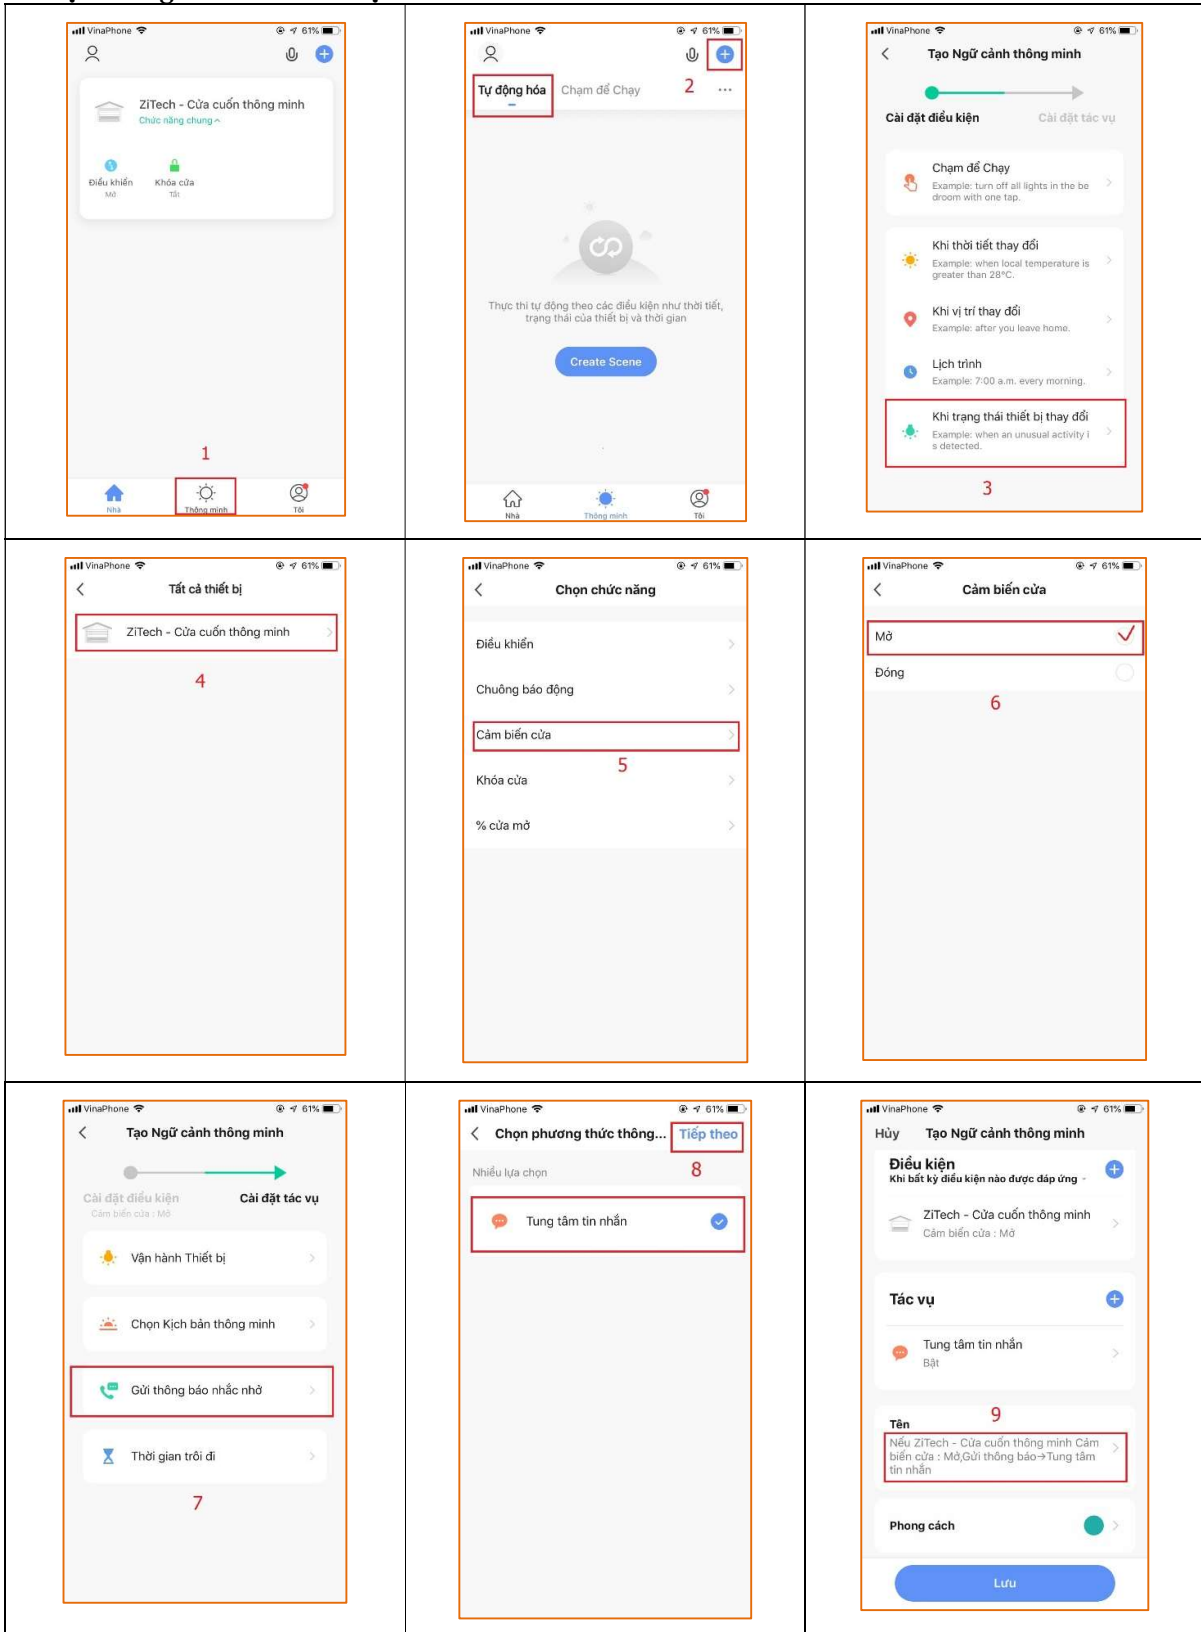 VinaPhone 61%
ZiTech - Cửa cuốn thông minh
Chức năng chung
Điều khiển Khóa cửa
Mở Tắt
1
Nhà Thông minh Tôi
VinaPhone 61%
Tự động hóa Chạm để Chạy 2 ...
Thực thi tự động theo các điều kiện như thời tiết,
trạng thái của thiết bị và thời gian
Create Scene
Nhà Thông minh Tôi
VinaPhone 61%
Tạo Ngữ cảnh thông minh
Cài đặt điều kiện Cài đặt tác vụ
Chạm để Chạy
Example: turn off all lights in the be
droom with one tap.
Khi thời tiết thay đổi
Example: when local temperature is
greater than 28°C.
Khi vị trí thay đổi
Example: after you leave home.
Lịch trình
Example: 7:00 a.m. every morning.
Khi trạng thái thiết bị thay đổi
Example: when an unusual activity i
s detected.
3
VinaPhone 61%
Tất cả thiết bị
ZiTech - Cửa cuốn thông minh
4
VinaPhone 61%
Chọn chức năng
Điều khiển
Chuông báo động
Cảm biến cửa
5
Khóa cửa
% cửa mở
VinaPhone 61%
Cảm biến cửa
Mở
Đóng
6
VinaPhone 61%
Tạo Ngữ cảnh thông minh
Cài đặt điều kiện Cài đặt tác vụ
Cảm biến cửa : Mở
Vận hành Thiết bị
Chọn Kịch bản thông minh
Gửi thông báo nhắc nhở
Thời gian trôi đi
7
VinaPhone 61%
Chọn phương thức thông... Tiếp theo
Nhiều lựa chọn 8
Tung tâm tin nhắn
VinaPhone 61%
Hủy Tạo Ngữ cảnh thông minh
Điều kiện
Khi bất kỳ điều kiện nào được đáp ứng
ZiTech - Cửa cuốn thông minh
Cảm biến cửa : Mở
Tác vụ
Tung tâm tin nhắn
Bật
9
Tên
Nếu ZiTech - Cửa cuốn thông minh Cảm
biến cửa : Mở,Gửi thông báo→Tung tâm
tin nhắn
Phong cách
Lưu